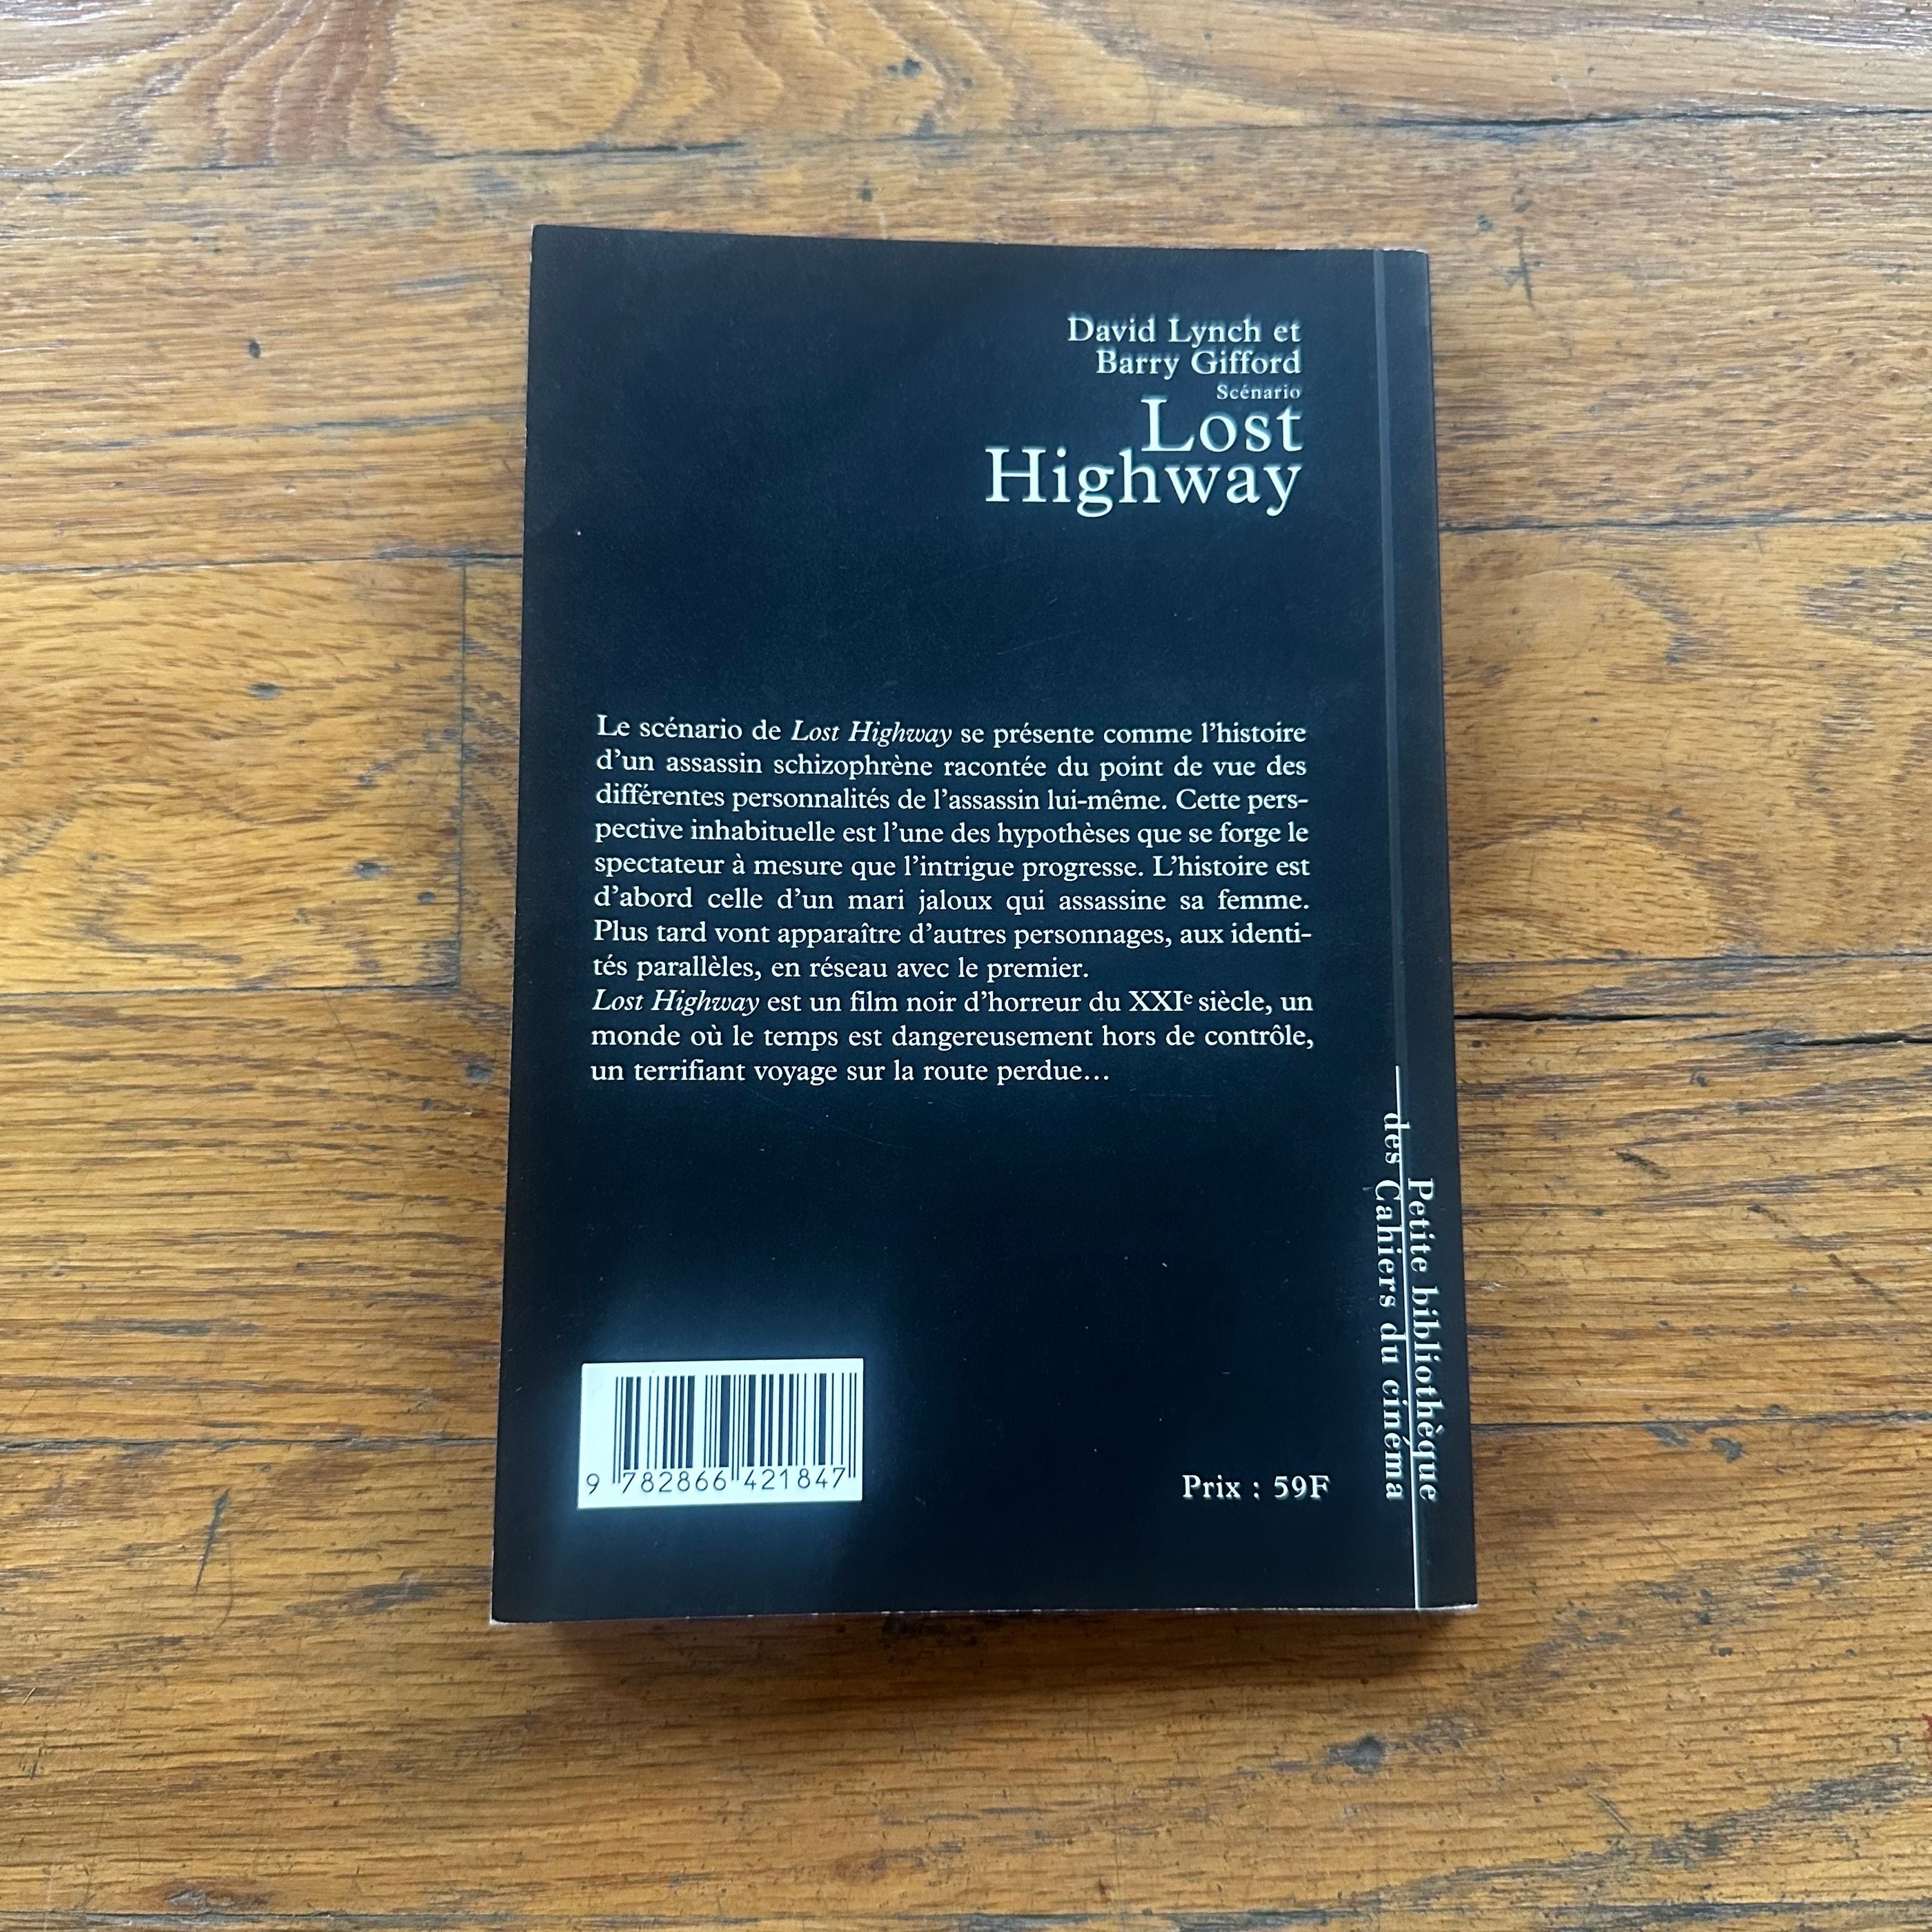 David Lynch et
Barry Gifford
Scénario
Lost
Highway
Le scénario de Lost Highway se présente comme l’histoire
d’un assassin schizophrène racontée du point de vue des
différentes personnalités de l’assassin lui-même. Cette pers-
pective inhabituelle est l’une des hypothèses que se forge le
spectateur à mesure que l’intrigue progresse. L’histoire est
d’abord celle d’un mari jaloux qui assassine sa femme.
Plus tard vont apparaître d’autres personnages, aux identi-
tés parallèles, en réseau avec le premier.
Lost Highway est un film noir d’horreur du XXIe siècle, un
monde où le temps est dangereusement hors de contrôle,
un terrifiant voyage sur la route perdue…
Petite bibliothèque
des Cahiers du cinéma
9 782866 421847
Prix : 59F